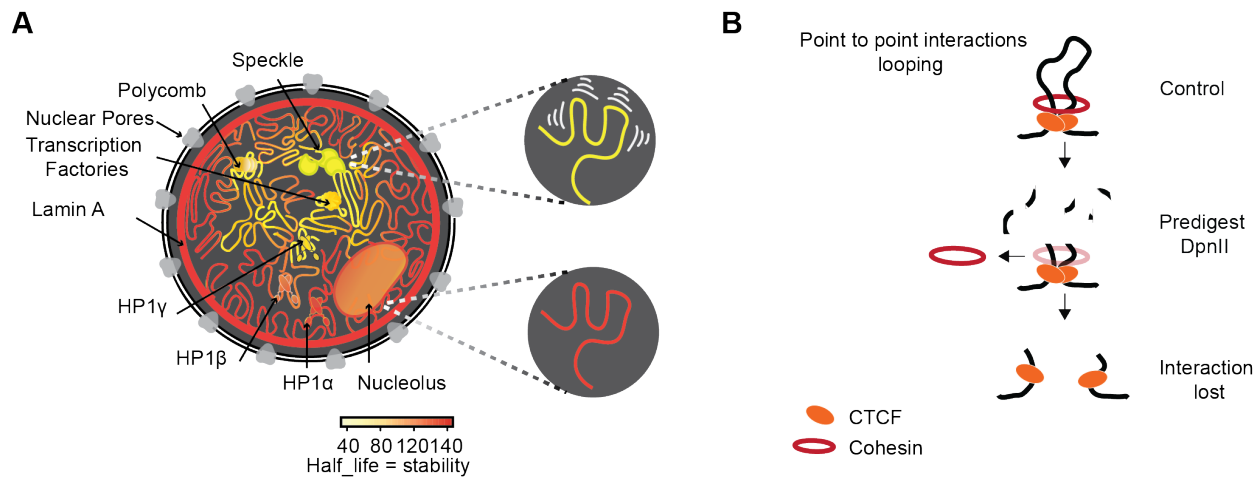 A
Speckle
Polycomb
Nuclear Pores
Transcription
Factories
Lamin A
HP1γ
HP1β
HP1α
Nucleolus
40 80 120 140
Half_life = stability
B
Point to point interactions
looping
Control
Predigest
DpnII
Interaction
lost
CTCF
Cohesin